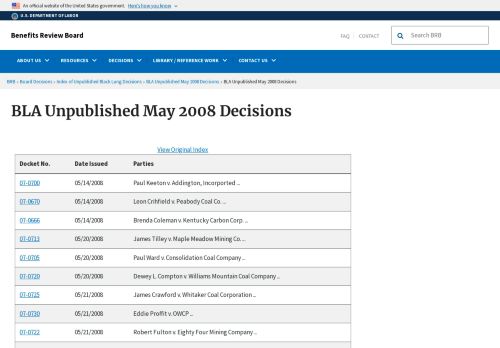 An official website of the United States government. Here's how you know
U.S. DEPARTMENT OF LABOR
Benefits Review Board
FAQ
CONTACT
Search BRB
ABOUT US
RESOURCES
DECISIONS
LIBRARY / REFERENCE WORK
CONTACT US
BRB › Board Decisions › Index of Unpublished Black Lung Decisions › BLA Unpublished May 2008 Decisions › BLA Unpublished May 2008 Decisions
BLA Unpublished May 2008 Decisions
View Original Index
Docket No. Date Issued Parties
07-0700 05/14/2008 Paul Keeton v. Addington, Incorporated ...
07-0670 05/14/2008 Leon Crihfield v. Peabody Coal Co. ...
07-0666 05/14/2008 Brenda Coleman v. Kentucky Carbon Corp. ...
07-0713 05/20/2008 James Tilley v. Maple Meadow Mining Co. ...
07-0705 05/20/2008 Paul Ward v. Consolidation Coal Company ...
07-0720 05/20/2008 Dewey L. Compton v. Williams Mountain Coal Company ...
07-0725 05/21/2008 James Crawford v. Whitaker Coal Corporation ...
07-0730 05/21/2008 Eddie Proffit v. OWCP ...
07-0722 05/21/2008 Robert Fulton v. Eighty Four Mining Company ...